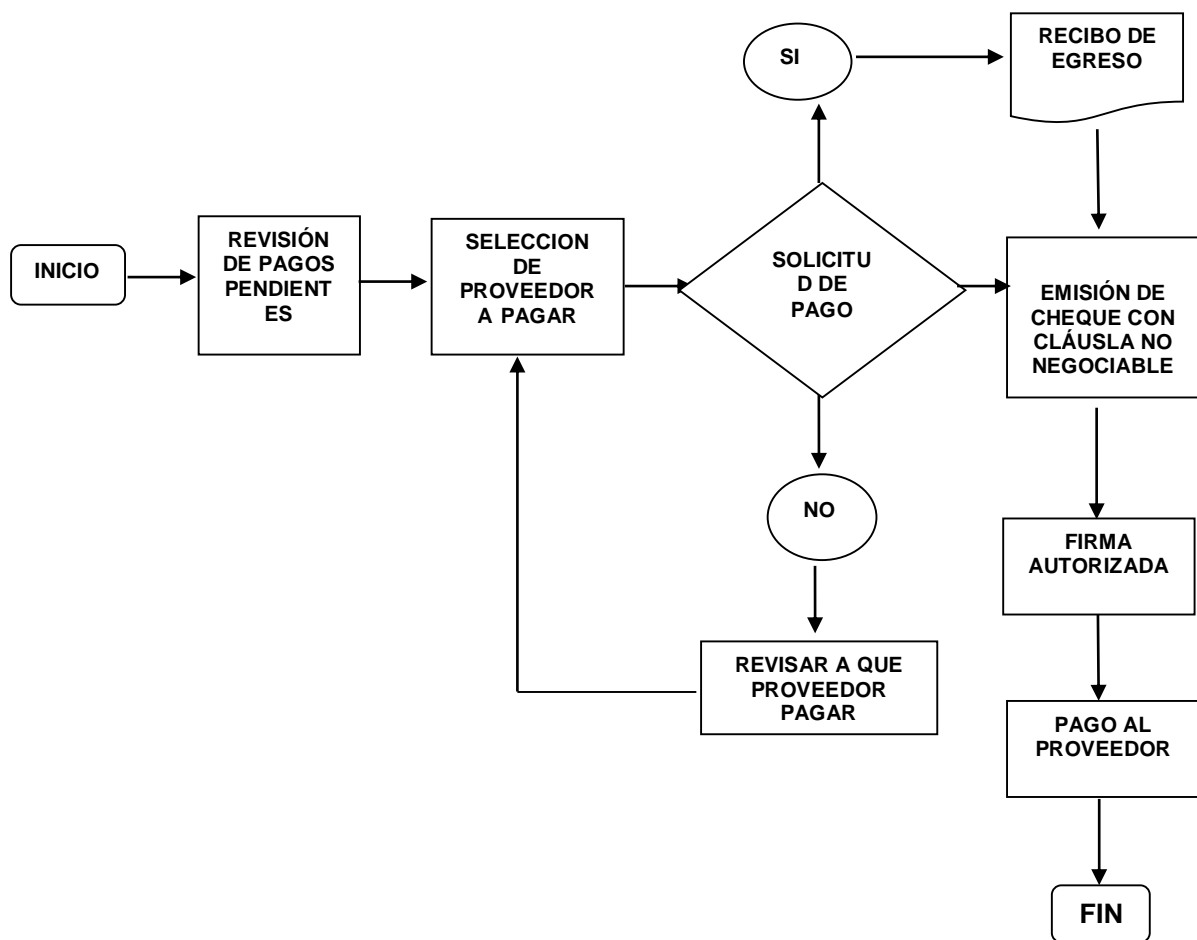 INICIO
REVISIÓN
DE PAGOS
PENDIENT
ES
SELECCION
DE
PROVEEDOR
A PAGAR
SOLICITU
D DE
PAGO
SI
RECIBO DE
EGRESO
EMISIÓN DE
CHEQUE CON
CLÁUSLA NO
NEGOCIABLE
NO
REVISAR A QUE
PROVEEDOR
PAGAR
FIRMA
AUTORIZADA
PAGO AL
PROVEEDOR
FIN